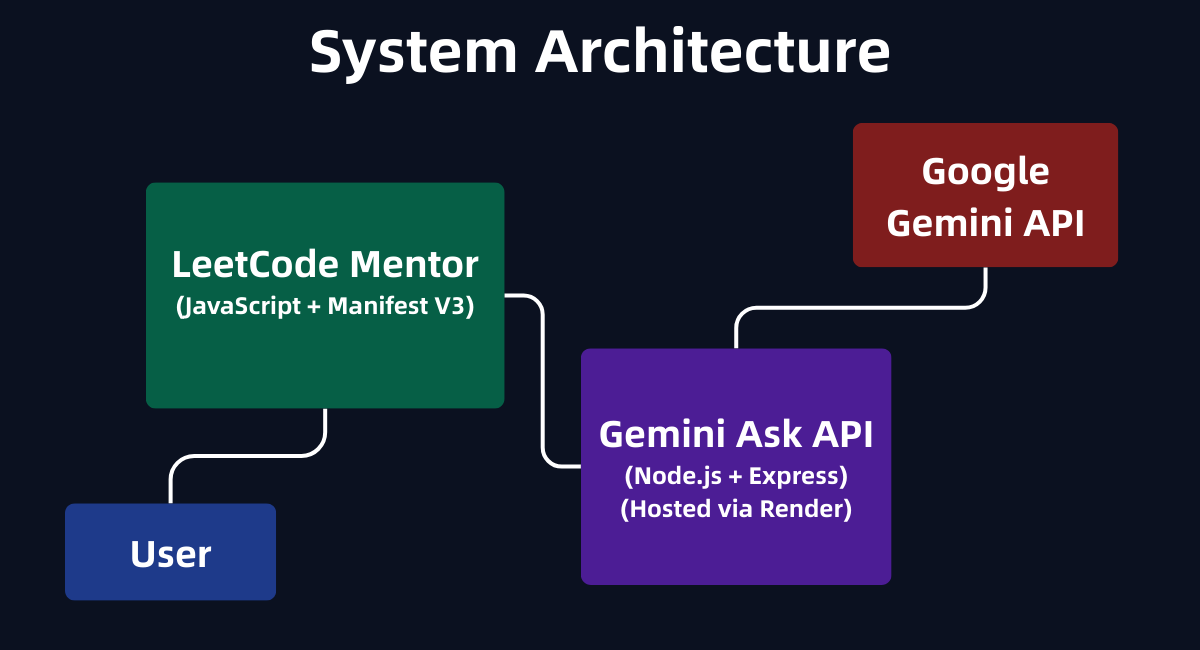 System Architecture
Google
Gemini API
LeetCode Mentor
(JavaScript + Manifest V3)
Gemini Ask API
(Node.js + Express)
(Hosted via Render)
User